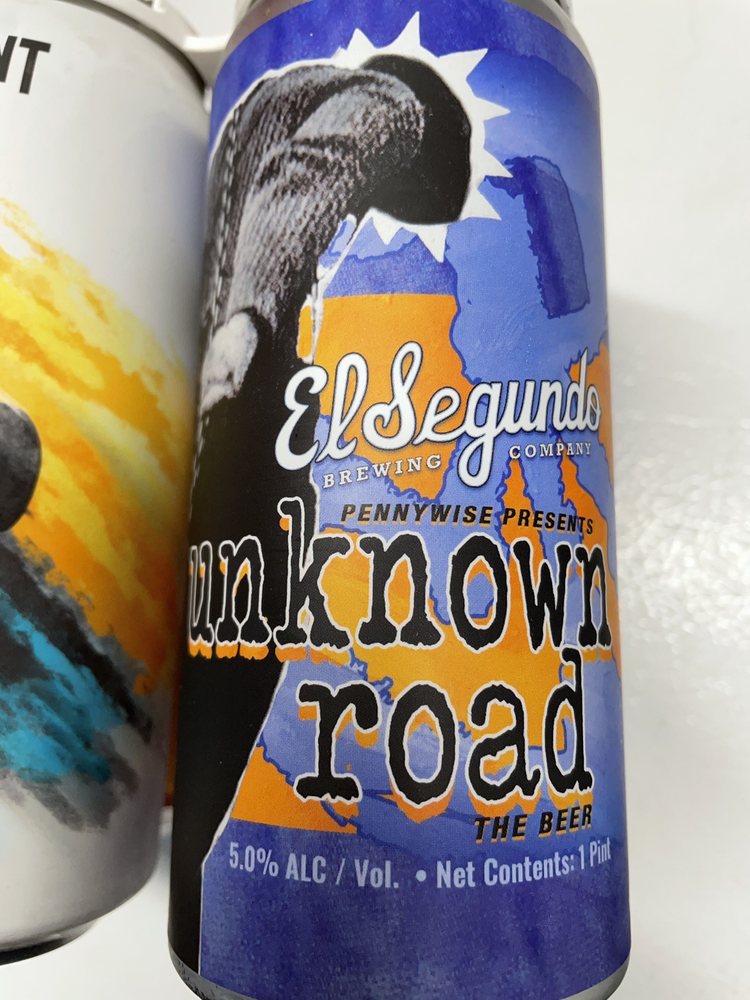 NT
El Segundo
BREWING COMPANY
PENNYWISE PRESENTS
unknown
road
THE BEER
5.0% ALC / Vol. • Net Contents: 1 Pint